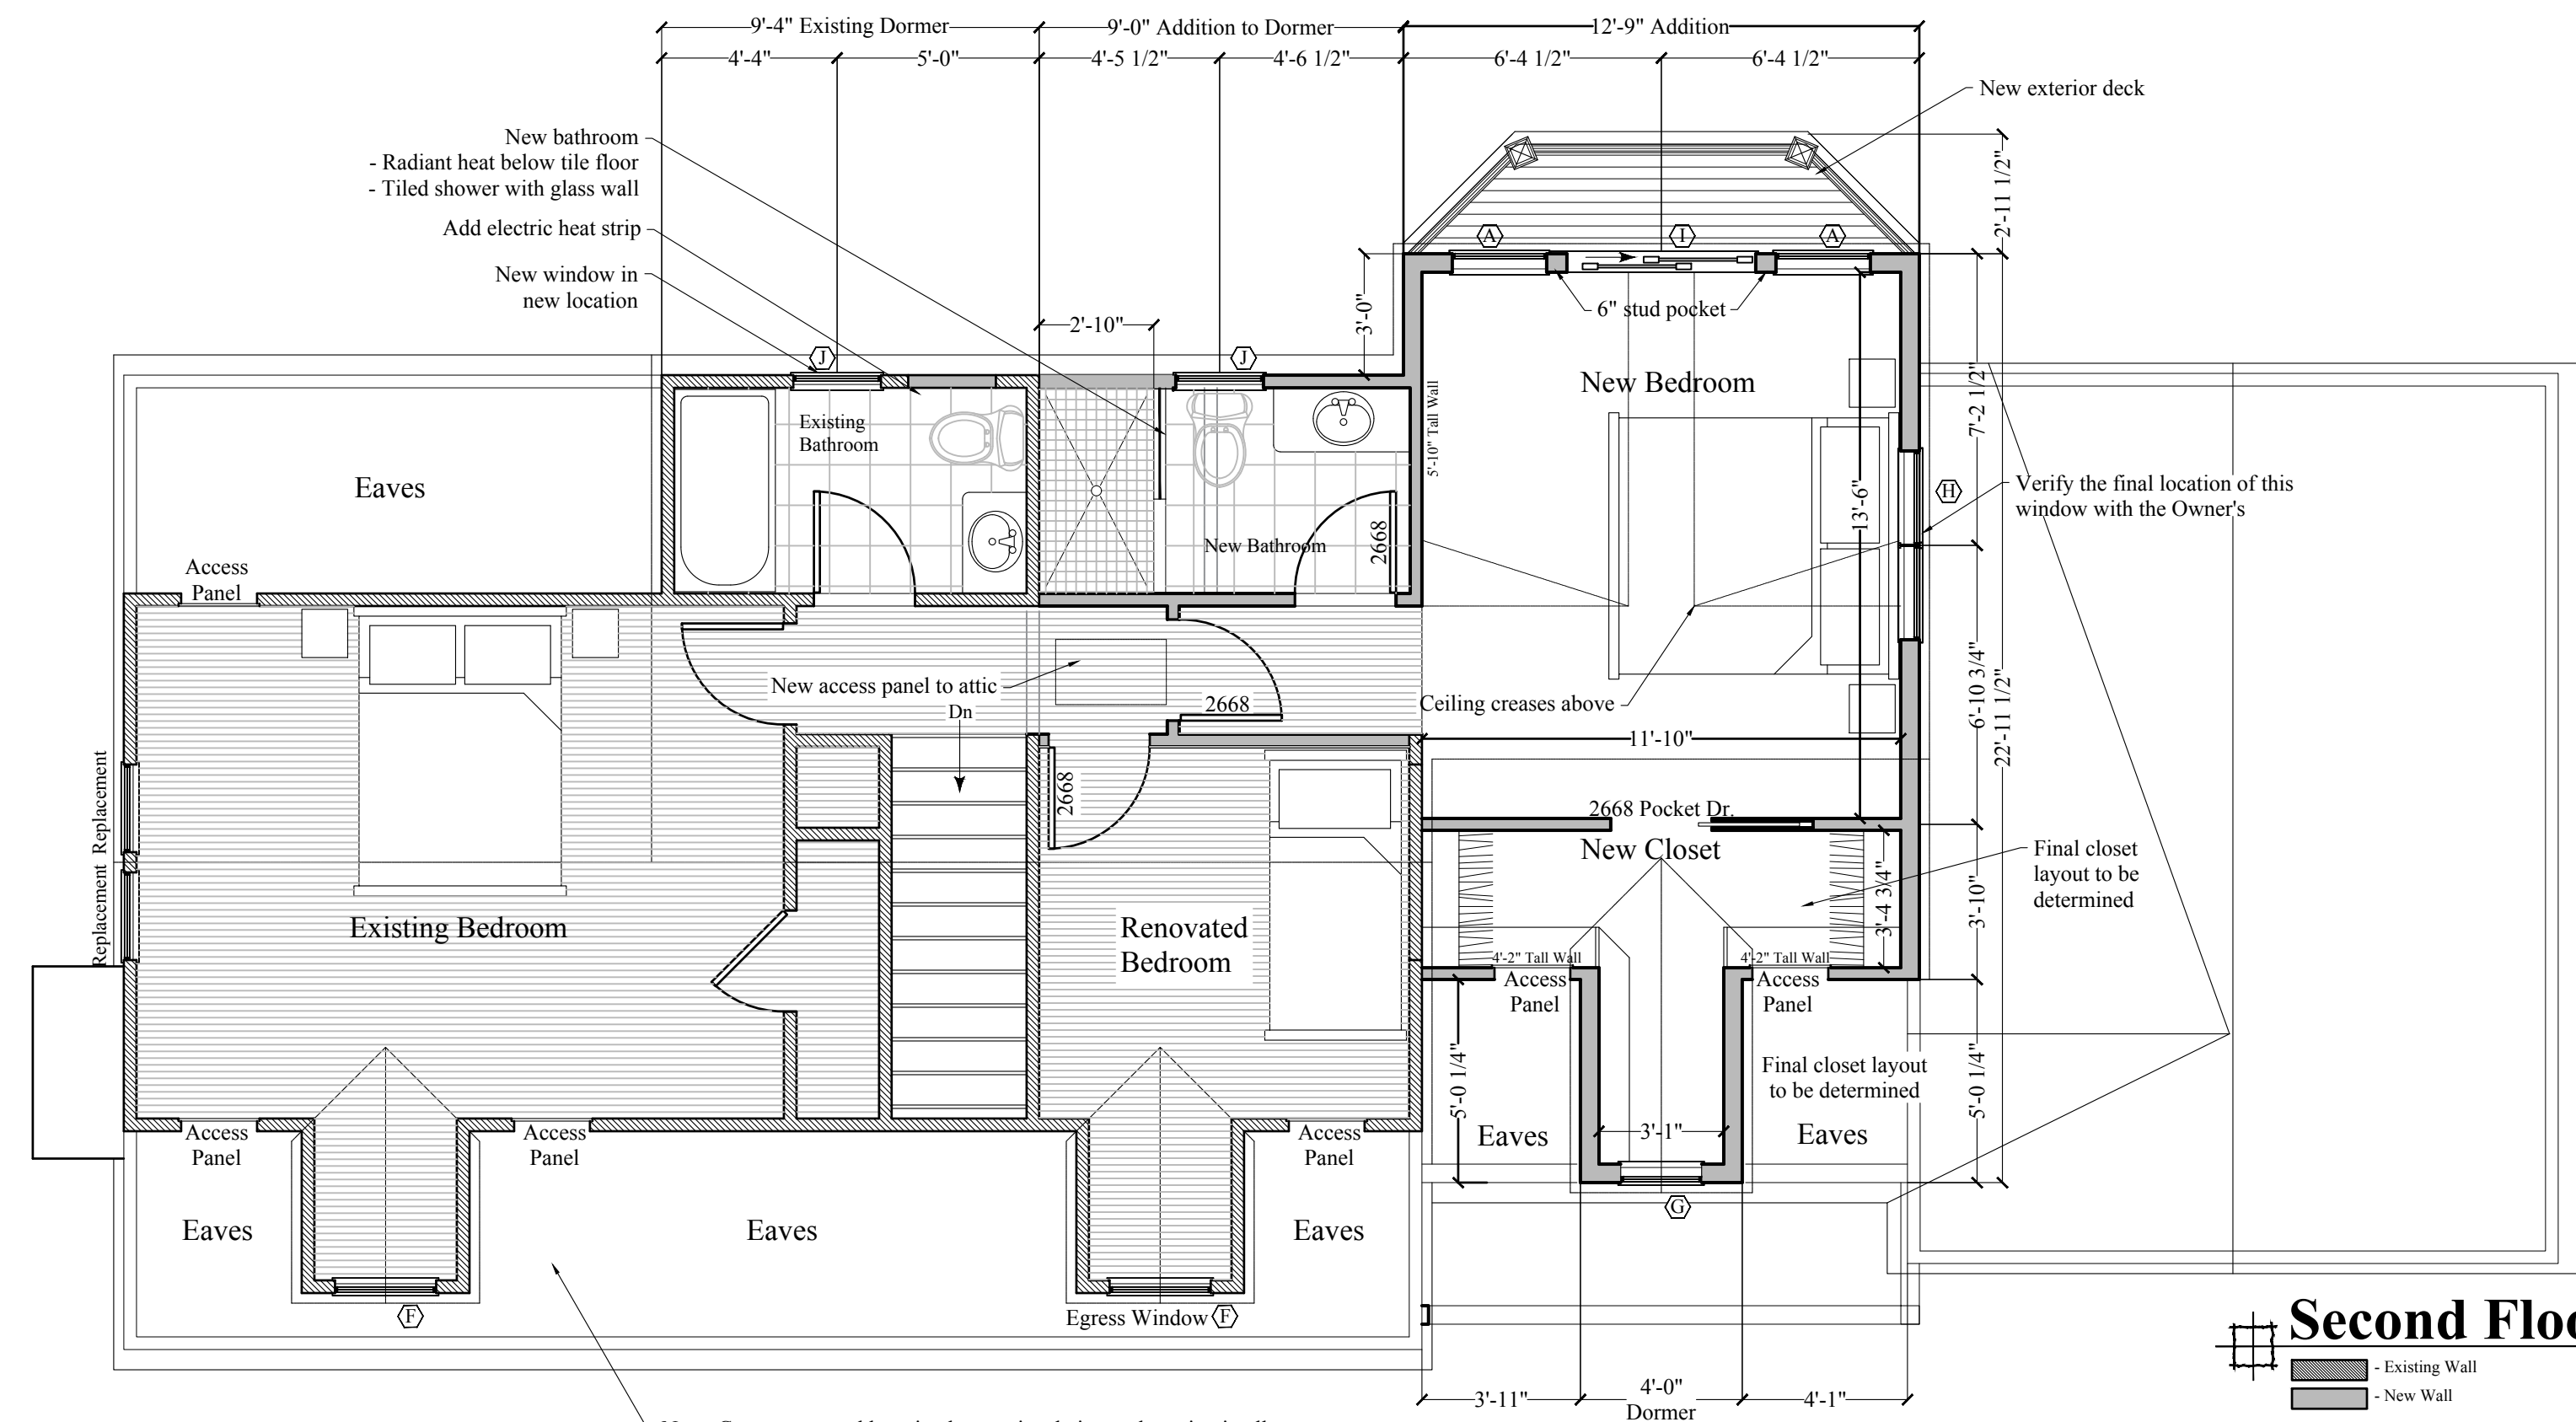 9'-4" Existing Dormer
9'-0" Addition to Dormer
12'-9" Addition
4'-4"
5'-0"
4'-5 1/2"
4'-6 1/2"
6'-4 1/2"
6'-4 1/2"
New exterior deck
New bathroom
- Radiant heat below tile floor
- Tiled shower with glass wall
Add electric heat strip
New window in
new location
2'-11 1/2"
A
I
A
6" stud pocket
2'-10"
3'-0"
J
J
New Bedroom
5'-10" Tall Wall
7'-2 1/2"
Existing
Bathroom
Eaves
H
Verify the final location of this
window with the Owner's
13'-6"
New Bathroom
2668
Access
Panel
New access panel to attic
Dn
2668
Ceiling creases above
6'-10 3/4"
22'-11 1/2"
11'-10"
Replacement
Replacement
2668
2668 Pocket Dr.
New Closet
Final closet
layout to be
determined
3'-4 3/4"
3'-10"
Existing Bedroom
Renovated
Bedroom
4'-2" Tall Wall
4'-2" Tall Wall
Access
Panel
Access
Panel
5'-0 1/4"
Final closet layout
to be determined
5'-0 1/4"
Access
Panel
Access
Panel
Access
Panel
Eaves
3'-1"
Eaves
Eaves
Eaves
Eaves
G
F
Egress Window
F
Second Floo
- Existing Wall
- New Wall
3'-11"
4'-0"
Dormer
4'-1"